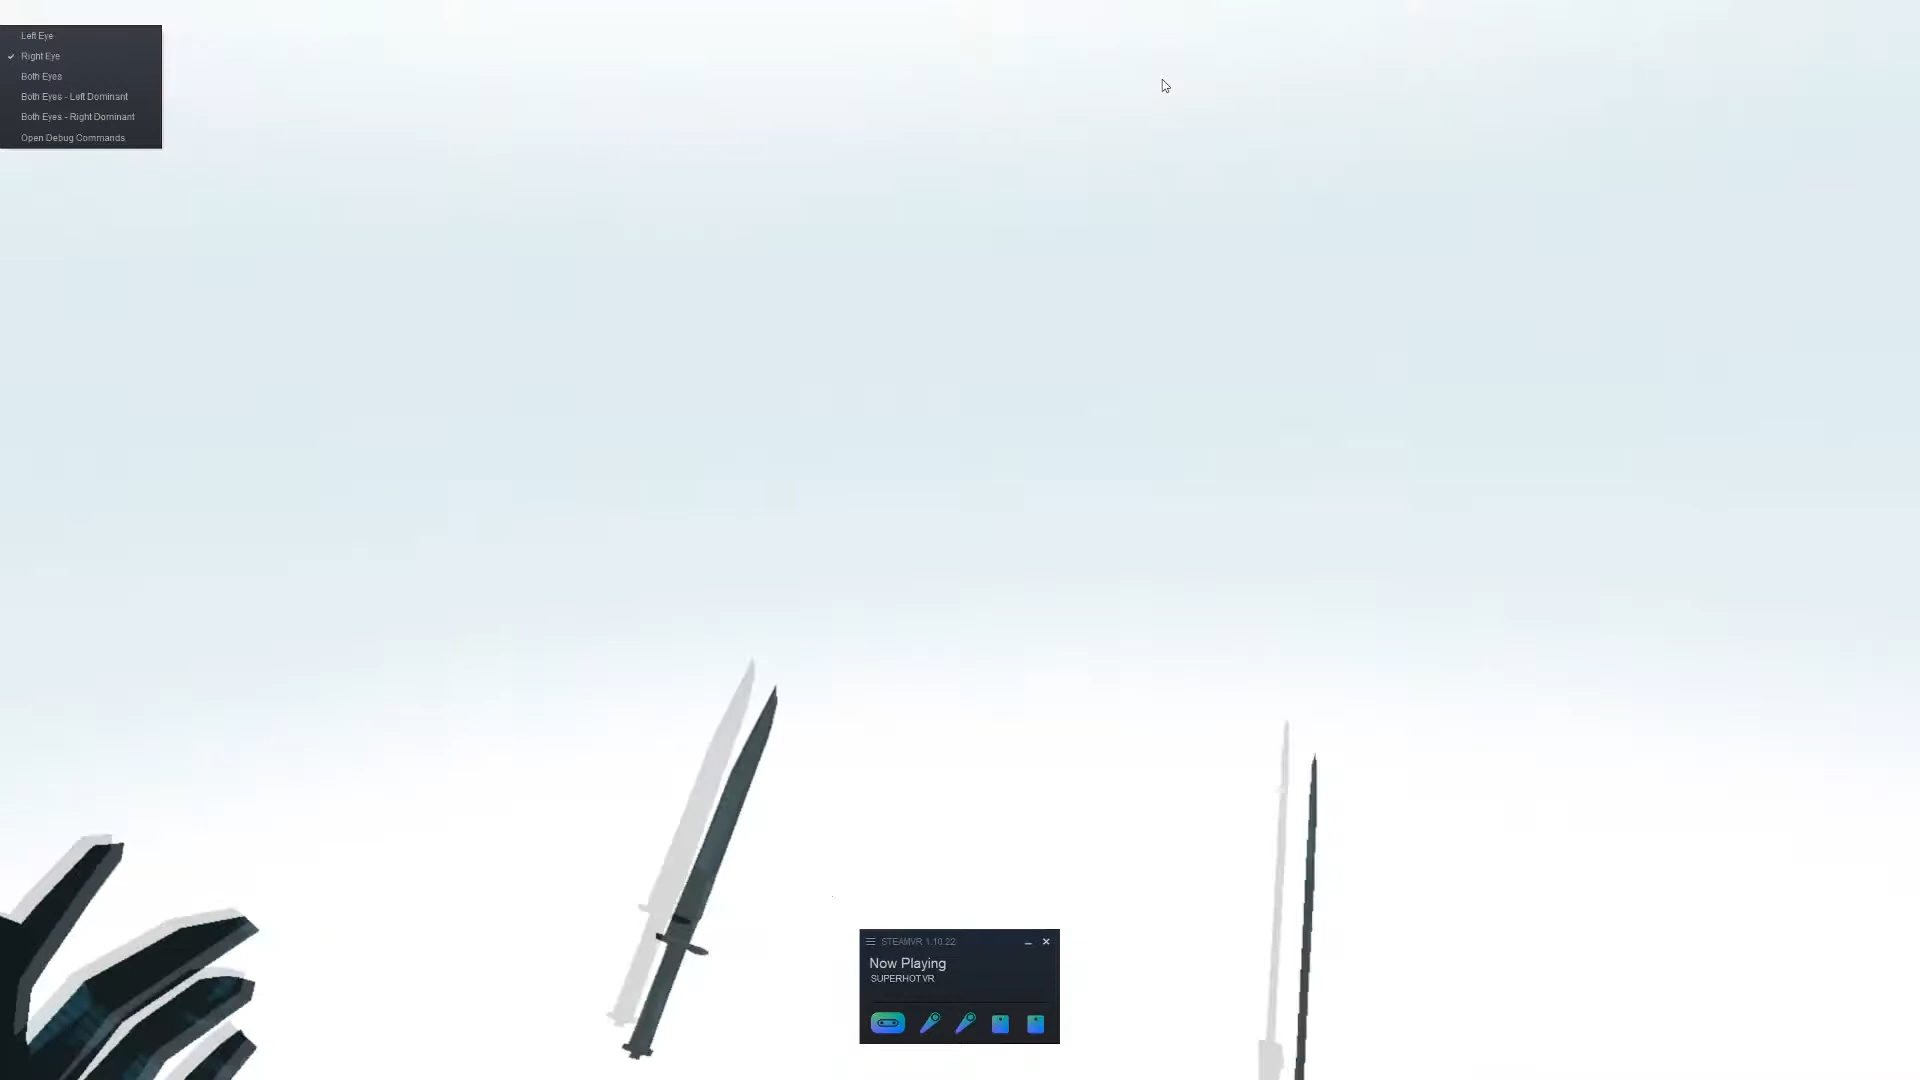 Left Eye
Right Eye
Both Eyes
Both Eyes - Left Dominant
Both Eyes - Right Dominant
Open Debug Commands
STEAMVR 1.10.22
Now Playing
SUPERHOT VR